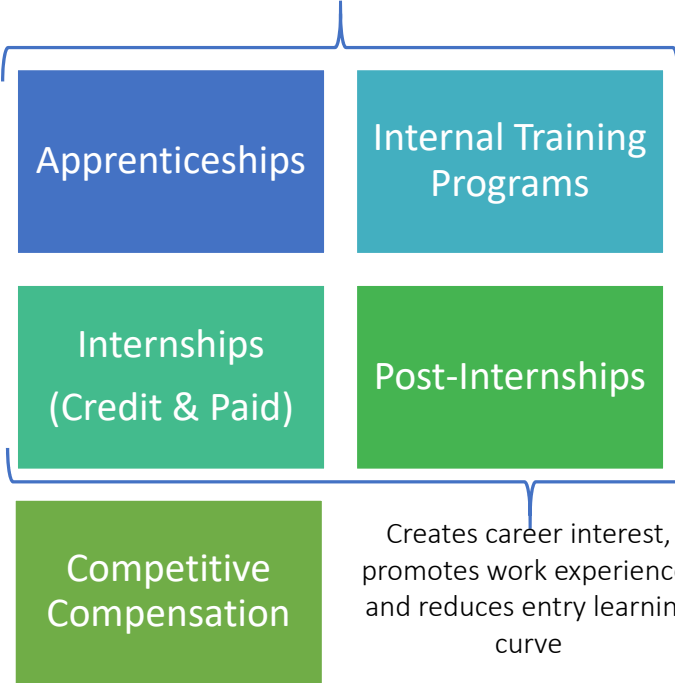 Apprenticeships
Internal Training
Programs
Internships
(Credit & Paid)
Post-Internships
Competitive
Compensation
Creates career interest,
promotes work experienc
and reduces entry learnin
curve